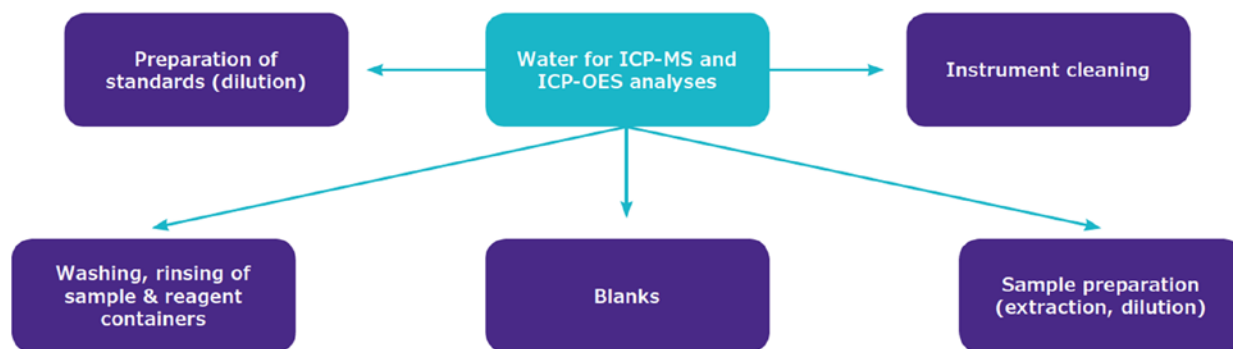 Preparation of
standards (dilution)
Water for ICP-MS and
ICP-OES analyses
Instrument cleaning
Washing, rinsing of
sample & reagent
containers
Blanks
Sample preparation
(extraction, dilution)